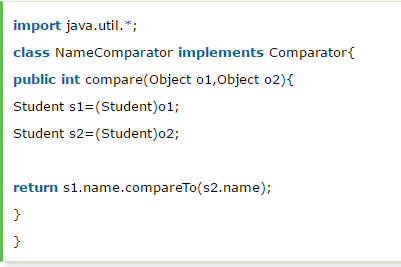 import java.util.*;
class NameComparator implements Comparator{
public int compare(Object o1,Object o2){
Student s1=(Student)o1;
Student s2=(Student)o2;

return s1.name.compareTo(s2.name);
}
}